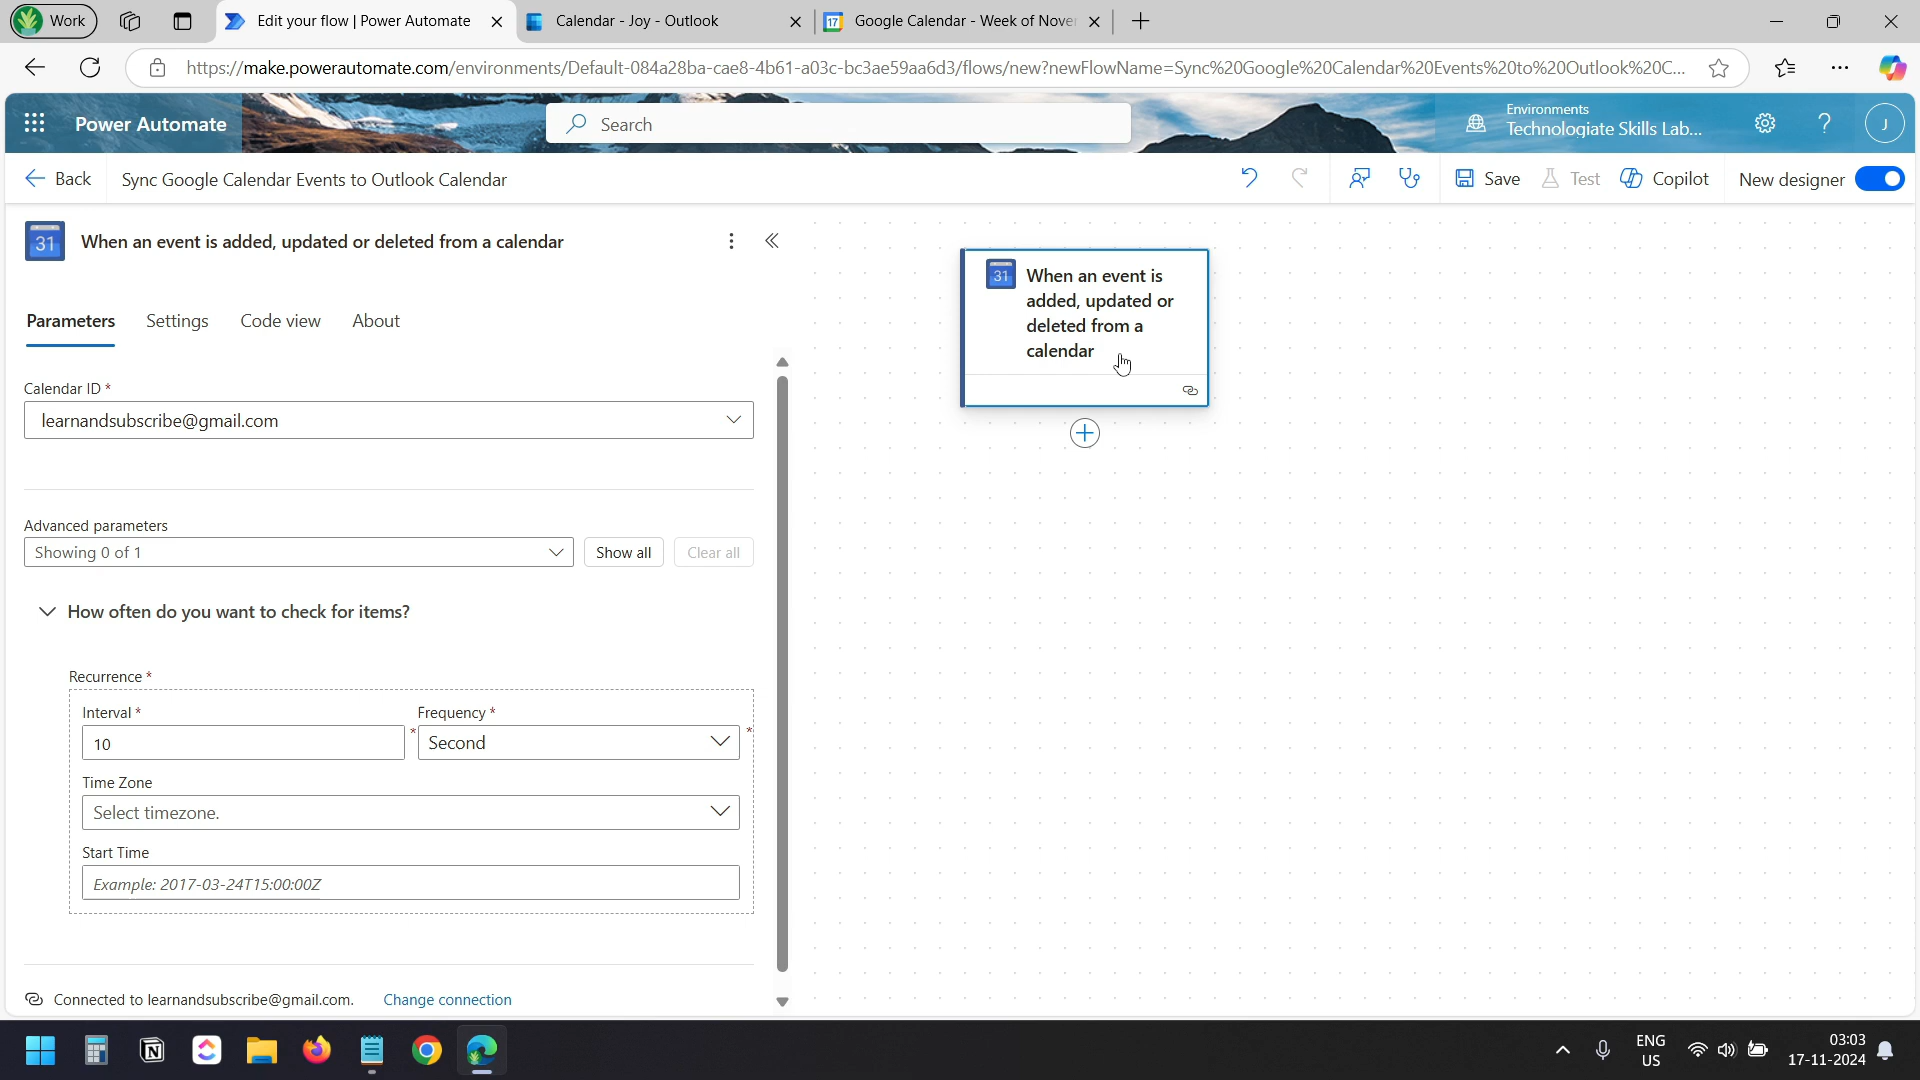 Work
Edit your flow | Power Automate
Calendar - Joy - Outlook
17
Google Calendar - Week of Nove
https://make.powerautomate.com/environments/Default-084a28ba-cae8-4b61-a03c-bc3ae59aa6d3/flows/new?newFlowName=Sync%20Google%20Calendar%20Events%20to%20Outlook%20C...
Power Automate
Search
Environments
Technologiate Skills Lab...
?
J
Back
Sync Google Calendar Events to Outlook Calendar
Save
Test
Copilot
New designer
31
When an event is added, updated or deleted from a calendar
Parameters
Settings
Code view
About
Calendar ID *
learnandsubscribe@gmail.com
Advanced parameters
Showing 0 of 1
Show all
Clear all
How often do you want to check for items?
Recurrence *
Interval *
Frequency *
10
*
Second
*
Time Zone
Select timezone.
Start Time
Example: 2017-03-24T15:00:00Z
Connected to learnandsubscribe@gmail.com.
Change connection
31
When an event is
added, updated or
deleted from a
calendar
ENG
US
03:03
17-11-2024